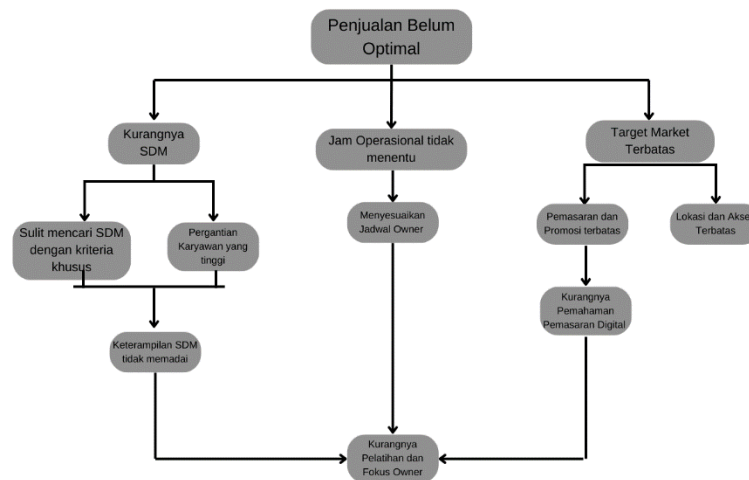 Penjualan Belum
Optimal
Kurangnya
SDM
Jam Operasional tidak
menentu
Target Market
Terbatas
Sulit mencari SDM
dengan kriteria
khusus
Pergantian
Karyawan yang
tinggi
Menyesuaikan
Jadwal Owner
Pemasaran dan
Promosi terbatas
Lokasi dan Akse
Terbatas
Kurangnya
Pemahaman
Pemasaran Digital
Keterampilan SDM
tidak memadai
Kurangnya
Pelatihan dan
Fokus Owner